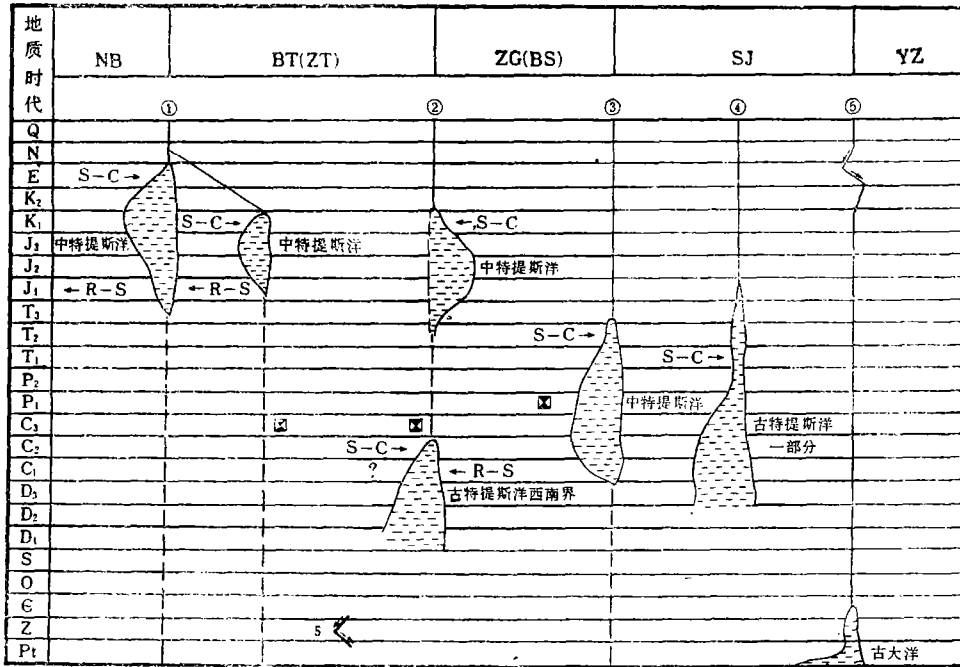 地质时代 NB BT(ZT) ZG(BS) SJ YZ
① ② ③ ④ ⑤
Q
N
E S-C→
K₂
K₁ S-C→ ←S-C
J₃ 中特提斯洋 中特提斯洋
J₂ 中特提斯洋
J₁ ←R-S ←R-S
T₃
T₂ S-C→
T₁ S-C→
P₂
P₁ 中特提斯洋
C₃ 古特提斯洋
C₂ S-C→ 一部分
C₁ ? ←R-S
D₃ 古特提斯洋西南界
D₂
D₁
S
O
Є
Z 5
Pt 古大洋